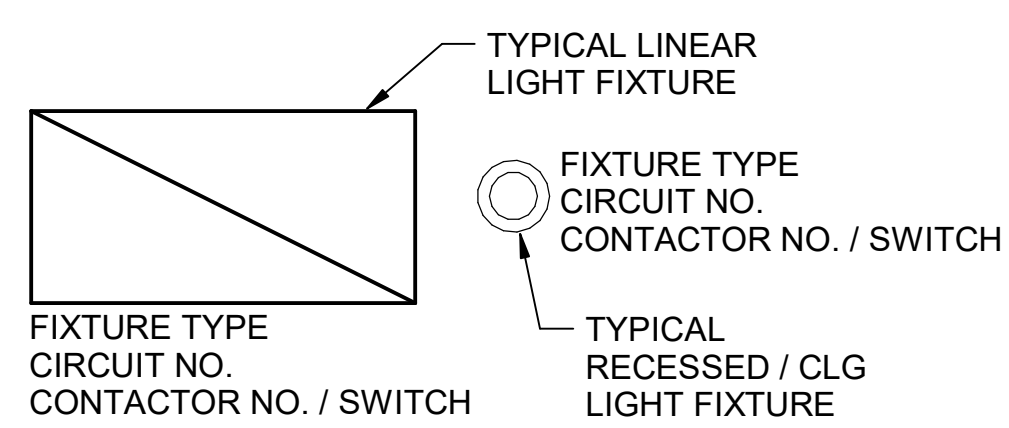 TYPICAL LINEAR
LIGHT FIXTURE
FIXTURE TYPE
CIRCUIT NO.
CONTACTOR NO. / SWITCH
FIXTURE TYPE
CIRCUIT NO.
CONTACTOR NO. / SWITCH
TYPICAL
RECESSED / CLG
LIGHT FIXTURE